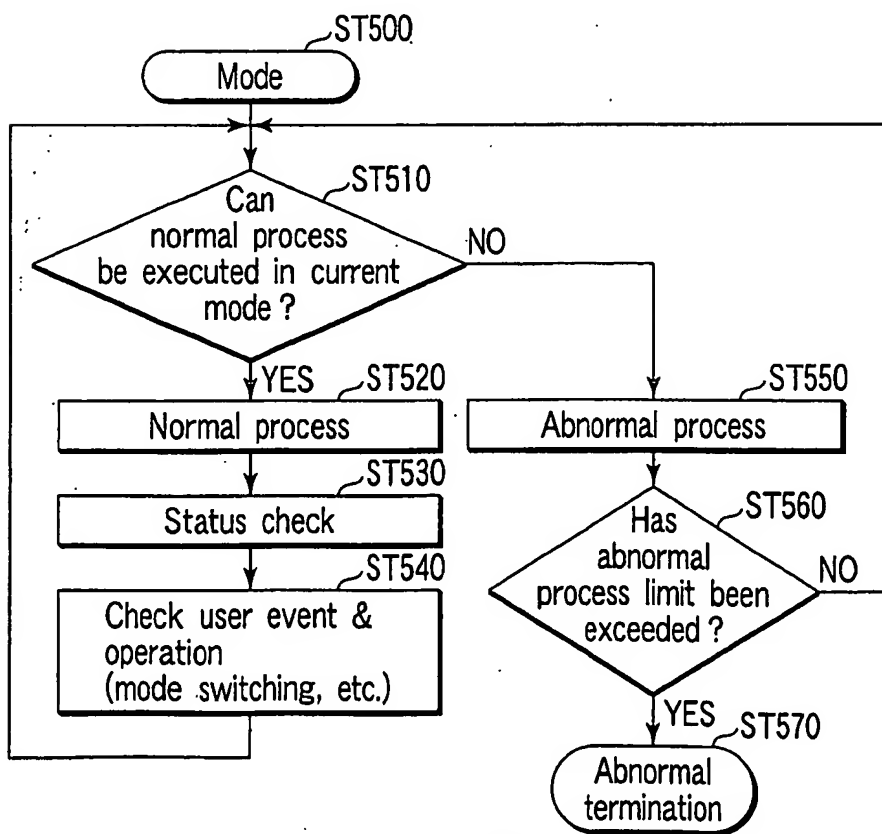 ST500
Mode
ST510
Can
normal process
be executed in current
mode ?
NO
YES
ST520
Normal process
ST530
Status check
ST540
Check user event &
operation
(mode switching, etc.)
ST550
Abnormal process
ST560
Has
abnormal
process limit been
exceeded ?
NO
YES
ST570
Abnormal
termination